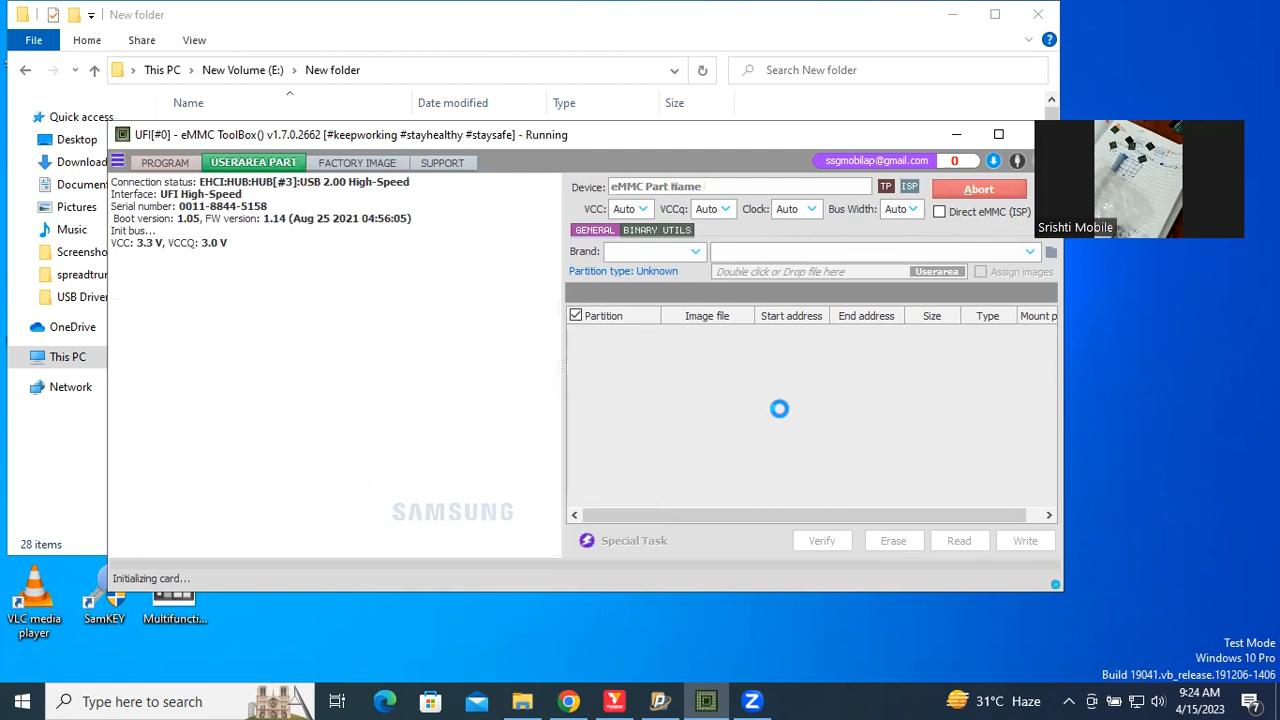 New folder
File Home Share View
This PC New Volume (E:) New folder
Search New folder
Name Date modified Type Size
Quick access
Desktop
Download
Documen
Pictures
Music
Screensho
spreadtrun
USB Driver
OneDrive
This PC
Network
28 items
UFI[#0] - eMMC ToolBox() v1.7.0.2662 [#keepworking #stayhealthy #staysafe] - Running
PROGRAM USERAREA PART FACTORY IMAGE SUPPORT
ssgmobilap@gmail.com 0
Connection status: EHCI:HUB:HUB[#3]:USB 2.00 High-Speed
Interface: UFI High-Speed
Serial number: 0011-8844-5158
Boot version: 1.05, FW version: 1.14 (Aug 25 2021 04:56:05)
Init bus...
VCC: 3.3 V, VCCQ: 3.0 V
SAMSUNG
Initializing card...
Device: eMMC Part Name TP ISP Abort
VCC: Auto VCCq: Auto Clock: Auto Bus Width: Auto Direct eMMC (ISP)
GENERAL BINARY UTILS
Brand:
Partition type: Unknown Double click or Drop file here Userarea Assign images
Partition Image file Start address End address Size Type Mount p
Special Task Verify Erase Read Write
Srishti Mobile
VLC media player
SamKEY
Multifuncti...
Test Mode
Windows 10 Pro
Build 19041.vb_release.191206-1406
Type here to search
31°C Haze
9:24 AM
4/15/2023
7